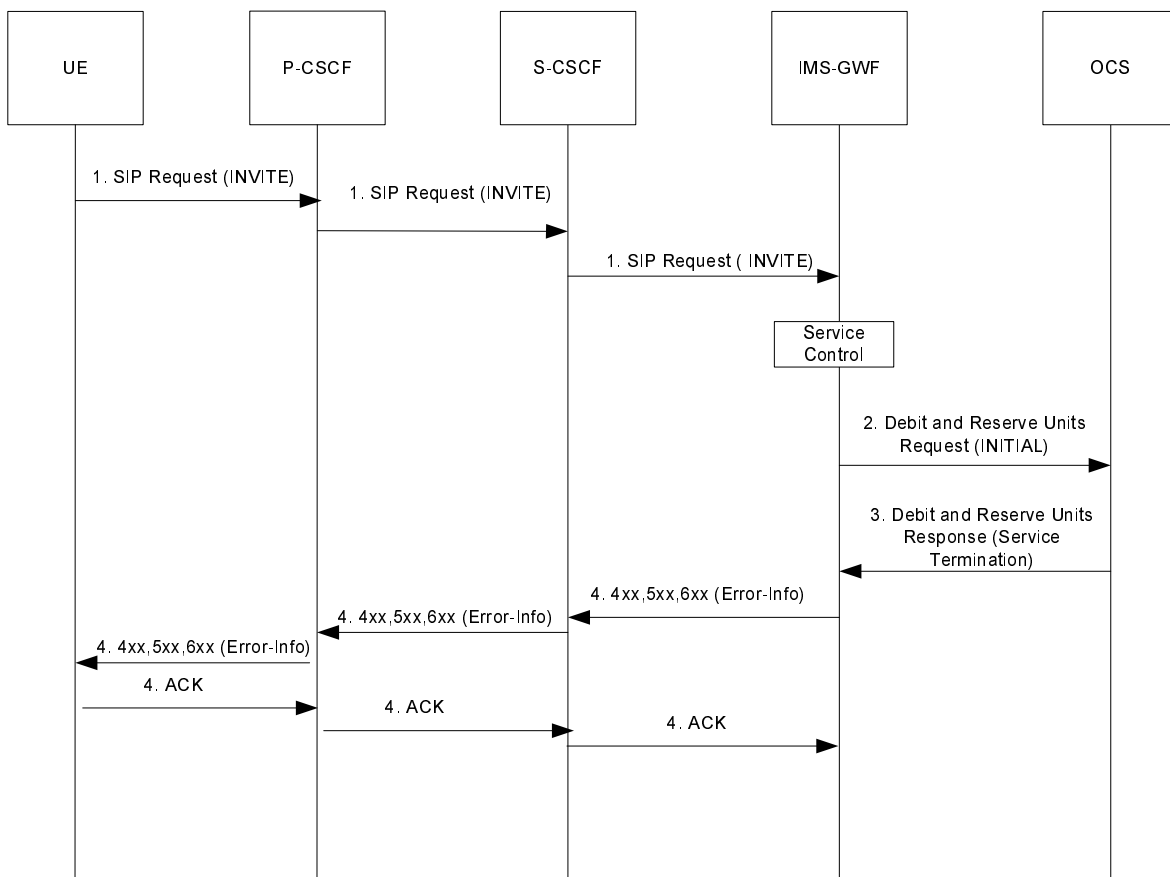 UE
P-CSCF
S-CSCF
IMS-GWF
OCS
1. SIP Request (INVITE)
1. SIP Request (INVITE)
1. SIP Request ( INVITE)
Service
Control
2. Debit and Reserve Units
Request (INITIAL)
3. Debit and Reserve Units
Response (Service
Termination)
4. 4xx,5xx,6xx (Error-Info)
4. 4xx,5xx,6xx (Error-Info)
4. 4xx,5xx,6xx (Error-Info)
4. ACK
4. ACK
4. ACK